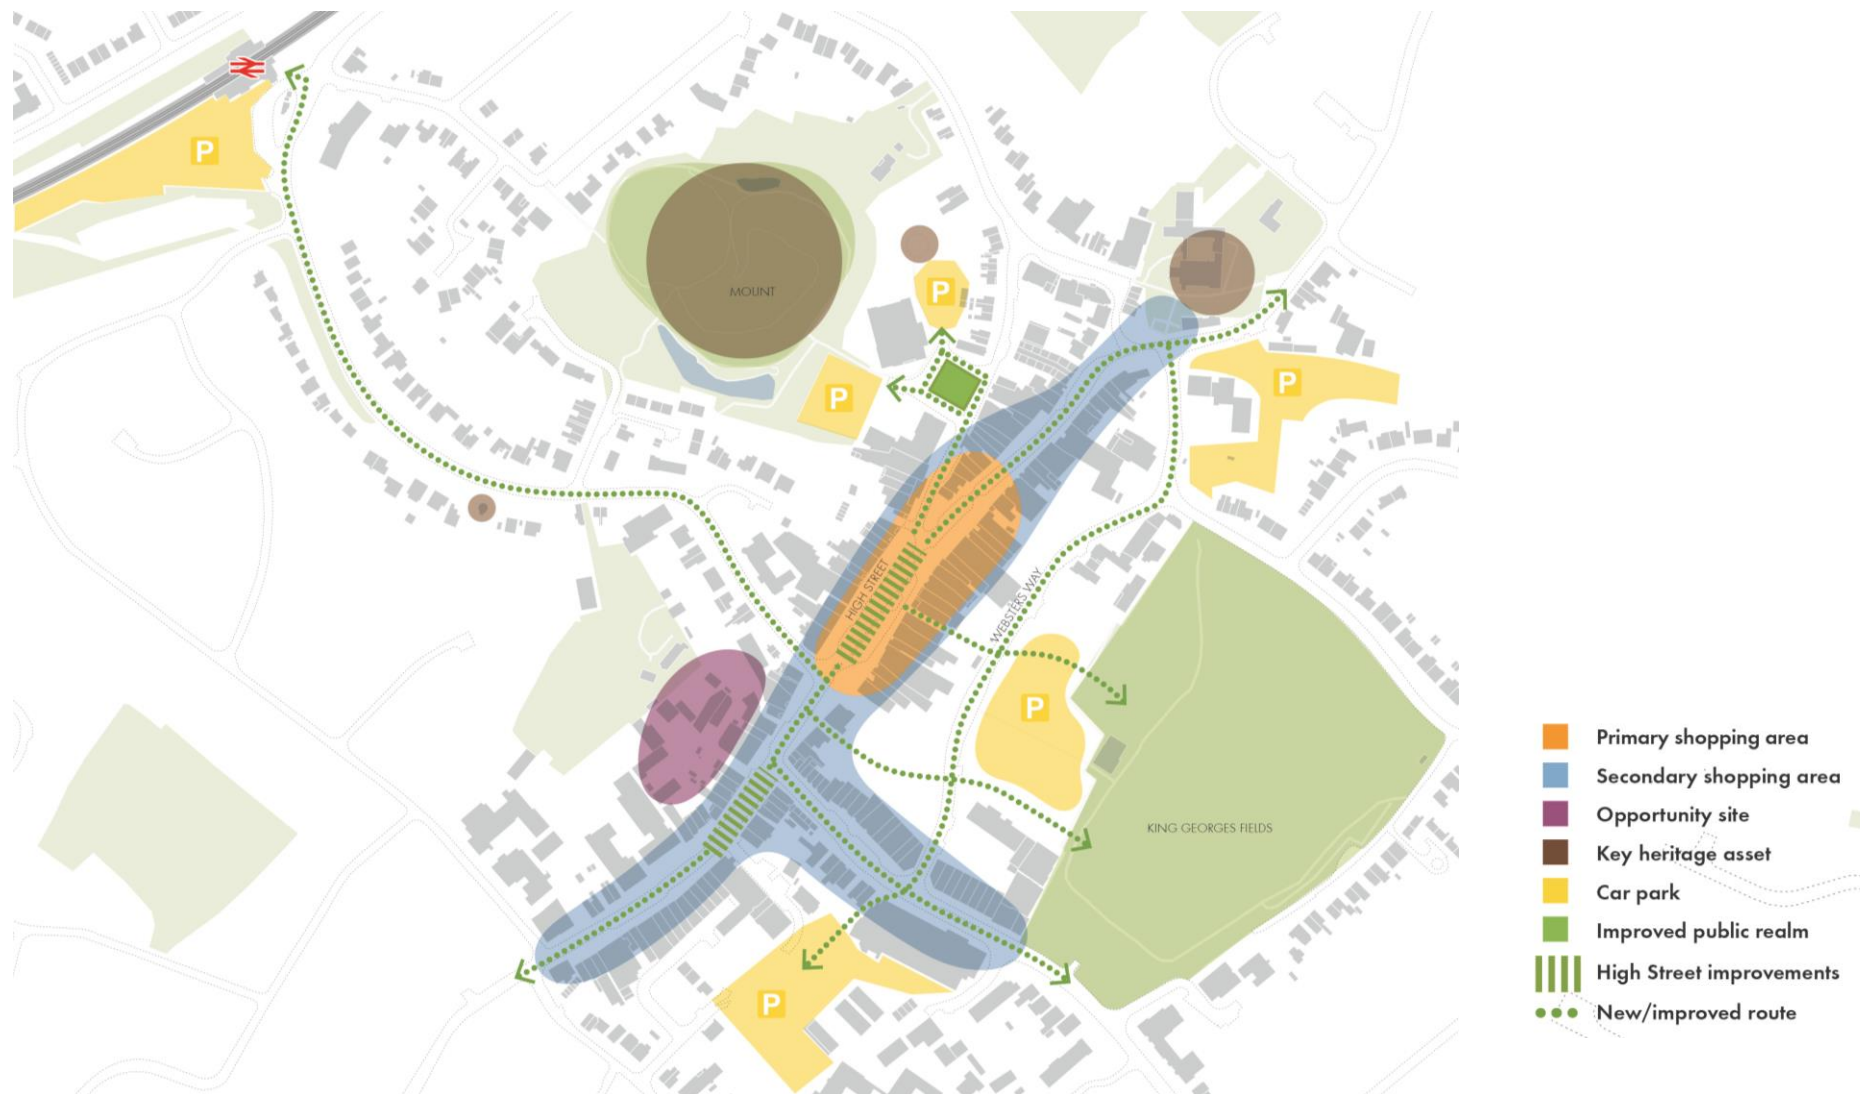 P
P
MOUNT
P
P
P
HIGH STREET
WEBSTERS WAY
P
KING GEORGES FIELDS
P
Primary shopping area
Secondary shopping area
Opportunity site
Key heritage asset
Car park
Improved public realm
High Street improvements
New/improved route